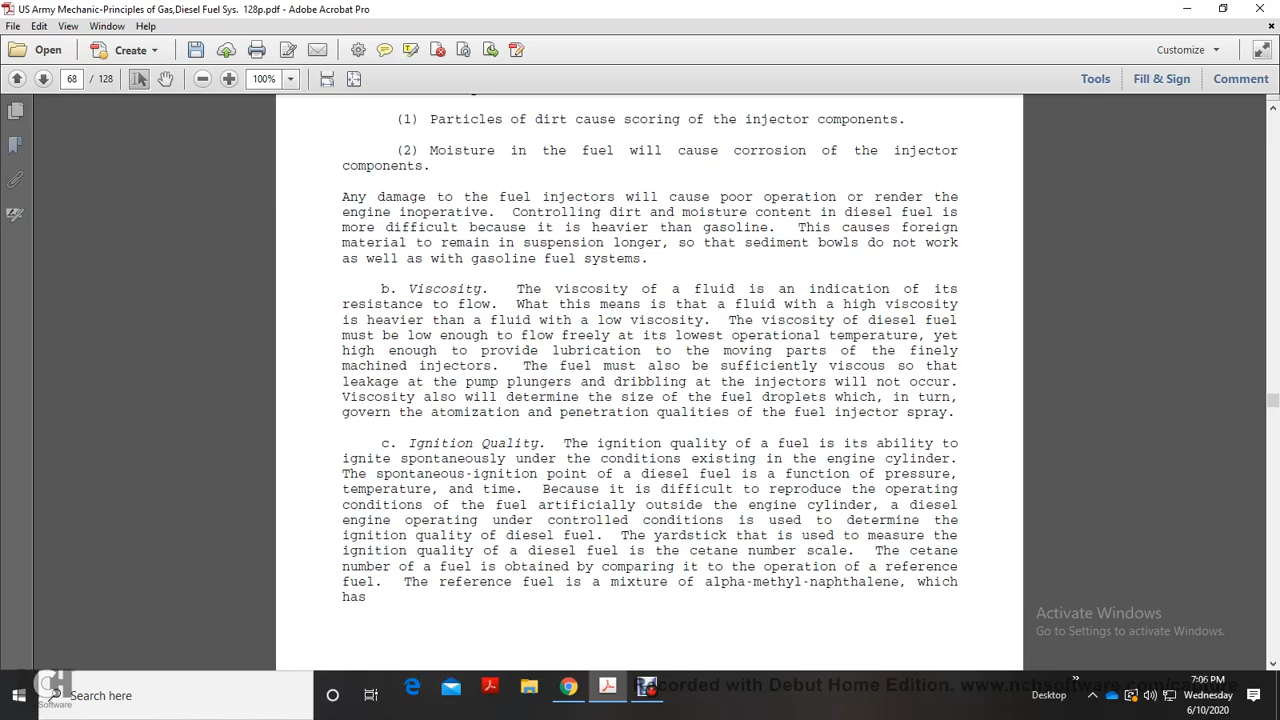 US Army Mechanic-Principles of Gas,Diesel Fuel Sys. 128p.pdf - Adobe Acrobat Pro
File Edit View Window Help
Open Create Customize
68 / 128 100% Tools Fill & Sign Comment
(1) Particles of dirt cause scoring of the injector components.
(2) Moisture in the fuel will cause corrosion of the injector
components.
Any damage to the fuel injectors will cause poor operation or render the
engine inoperative. Controlling dirt and moisture content in diesel fuel is
more difficult because it is heavier than gasoline. This causes foreign
material to remain in suspension longer, so that sediment bowls do not work
as well as with gasoline fuel systems.
b. Viscosity. The viscosity of a fluid is an indication of its
resistance to flow. What this means is that a fluid with a high viscosity
is heavier than a fluid with a low viscosity. The viscosity of diesel fuel
must be low enough to flow freely at its lowest operational temperature, yet
high enough to provide lubrication to the moving parts of the finely
machined injectors. The fuel must also be sufficiently viscous so that
leakage at the pump plungers and dribbling at the injectors will not occur.
Viscosity also will determine the size of the fuel droplets which, in turn,
govern the atomization and penetration qualities of the fuel injector spray.
c. Ignition Quality. The ignition quality of a fuel is its ability to
ignite spontaneously under the conditions existing in the engine cylinder.
The spontaneous-ignition point of a diesel fuel is a function of pressure,
temperature, and time. Because it is difficult to reproduce the operating
conditions of the fuel artificially outside the engine cylinder, a diesel
engine operating under controlled conditions is used to determine the
ignition quality of diesel fuel. The yardstick that is used to measure the
ignition quality of a diesel fuel is the cetane number scale. The cetane
number of a fuel is obtained by comparing it to the operation of a reference
fuel. The reference fuel is a mixture of alpha-methyl-naphthalene, which
has
Activate Windows
Go to Settings to activate Windows.
Recorded with Debut Home Edition. www.nchsoftware.com/capture
CH
Software
Search here
Desktop
7:06 PM
Wednesday
6/10/2020